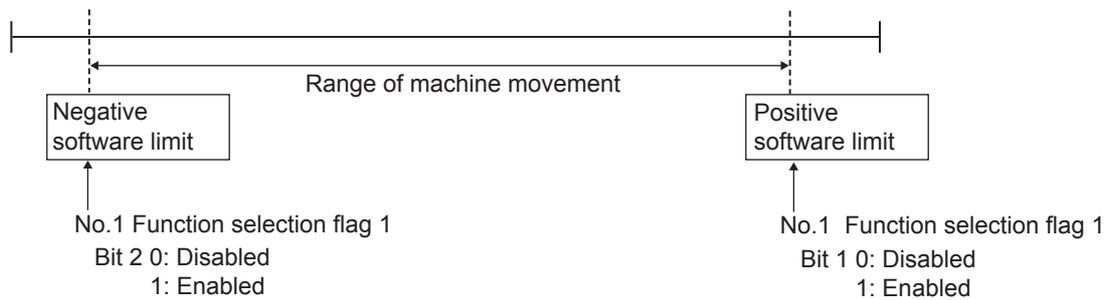 Range of machine movement
Negative
software limit
Positive
software limit
No.1 Function selection flag 1
Bit 2 0: Disabled
1: Enabled
No.1 Function selection flag 1
Bit 1 0: Disabled
1: Enabled